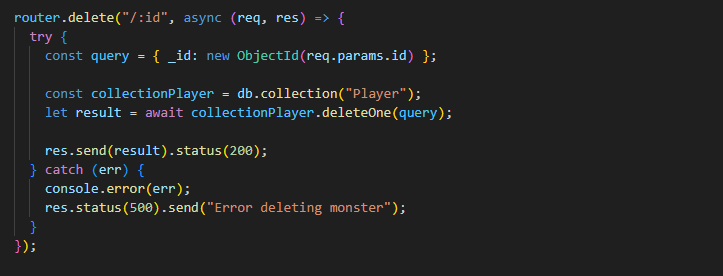 router.delete("/:id", async (req, res) => {
  try {
    const query = { _id: new ObjectId(req.params.id) };

    const collectionPlayer = db.collection("Player");
    let result = await collectionPlayer.deleteOne(query);

    res.send(result).status(200);
  } catch (err) {
    console.error(err);
    res.status(500).send("Error deleting monster");
  }
});